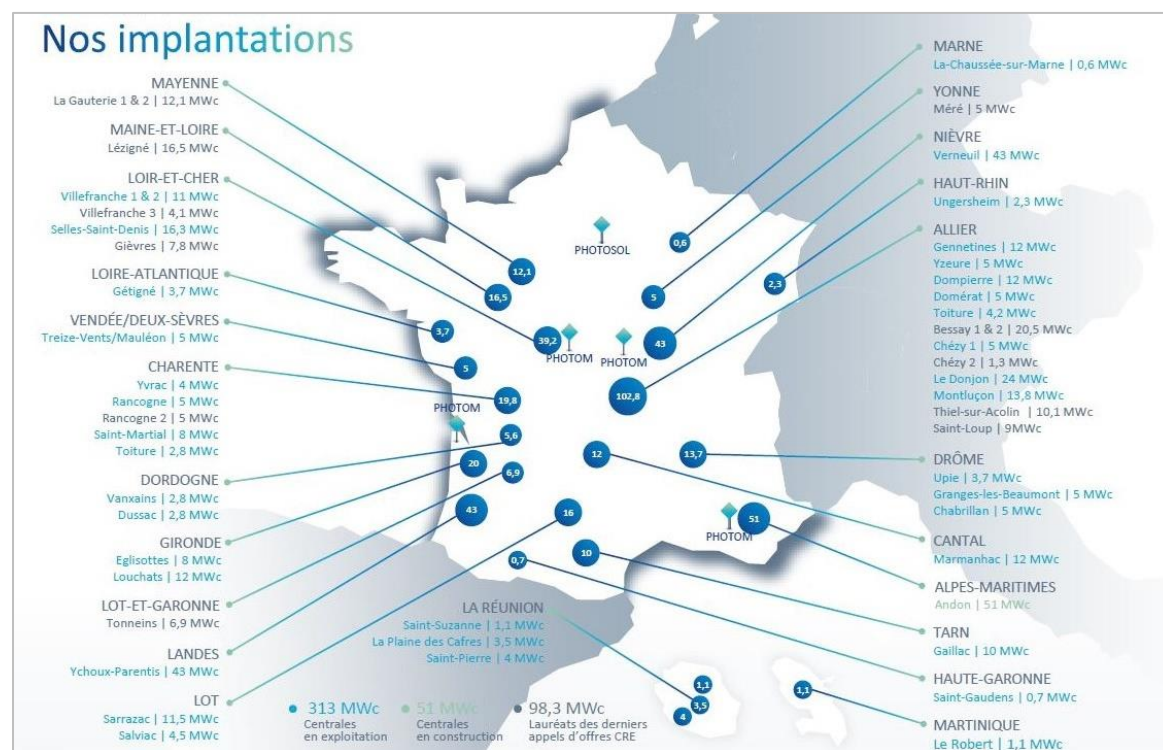 Nos implantations
MAYENNE
La Gauterie 1 & 2 | 12,1 MWc
MAINE-ET-LOIRE
Lézigné | 16,5 MWc
LOIR-ET-CHER
Villefranche 1 & 2 | 11 MWc
Villefranche 3 | 4,1 MWc
Selles-Saint-Denis | 16,3 MWc
Gièvres | 7,8 MWc
LOIRE-ATLANTIQUE
Gétigné | 3,7 MWc
VENDÉE/DEUX-SÈVRES
Treize-Vents/Mauléon | 5 MWc
CHARENTE
Yvrac | 4 MWc
Rancogne | 5 MWc
Rancogne 2 | 5 MWc
Saint-Martial | 8 MWc
Toiture | 2,8 MWc
DORDOGNE
Vanxains | 2,8 MWc
Dussac | 2,8 MWc
GIRONDE
Eglisottes | 8 MWc
Louchats | 12 MWc
LOT-ET-GARONNE
Tonneins | 6,9 MWc
LANDES
Ychoux-Parentis | 43 MWc
LOT
Sarrazac | 11,5 MWc
Salviac | 4,5 MWc
PHOTOSOL
0,6
12,1
2,3
16,5
5
3,7
39,2
PHOTOM
PHOTOM
43
5
102,8
19,8
PHOTOM
5,6
20
6,9
12
13,7
43
16
51
PHOTOM
0,7
10
LA RÉUNION
Saint-Suzanne | 1,1 MWc
La Plaine des Cafres | 3,5 MWc
Saint-Pierre | 4 MWc
1,1
3,5
4
1,1
313 MWc
Centrales
en exploitation
51 MWc
Centrales
en construction
98,3 MWc
Lauréats des derniers
appels d'offres CRE
MARNE
La-Chaussée-sur-Marne | 0,6 MWc
YONNE
Méré | 5 MWc
NIÈVRE
Verneuil | 43 MWc
HAUT-RHIN
Ungersheim | 2,3 MWc
ALLIER
Gennetines | 12 MWc
Yzeure | 5 MWc
Dompierre | 12 MWc
Domérat | 5 MWc
Toiture | 4,2 MWc
Bessay 1 & 2 | 20,5 MWc
Chézy 1 | 5 MWc
Chézy 2 | 1,3 MWc
Le Donjon | 24 MWc
Montluçon | 13,8 MWc
Thiel-sur-Acolin | 10,1 MWc
Saint-Loup | 9MWc
DRÔME
Upie | 3,7 MWc
Granges-les-Beaumont | 5 MWc
Chabrillan | 5 MWc
CANTAL
Marmanhac | 12 MWc
ALPES-MARITIMES
Andon | 51 MWc
TARN
Gaillac | 10 MWc
HAUTE-GARONNE
Saint-Gaudens | 0,7 MWc
MARTINIQUE
Le Robert | 1,1 MWc